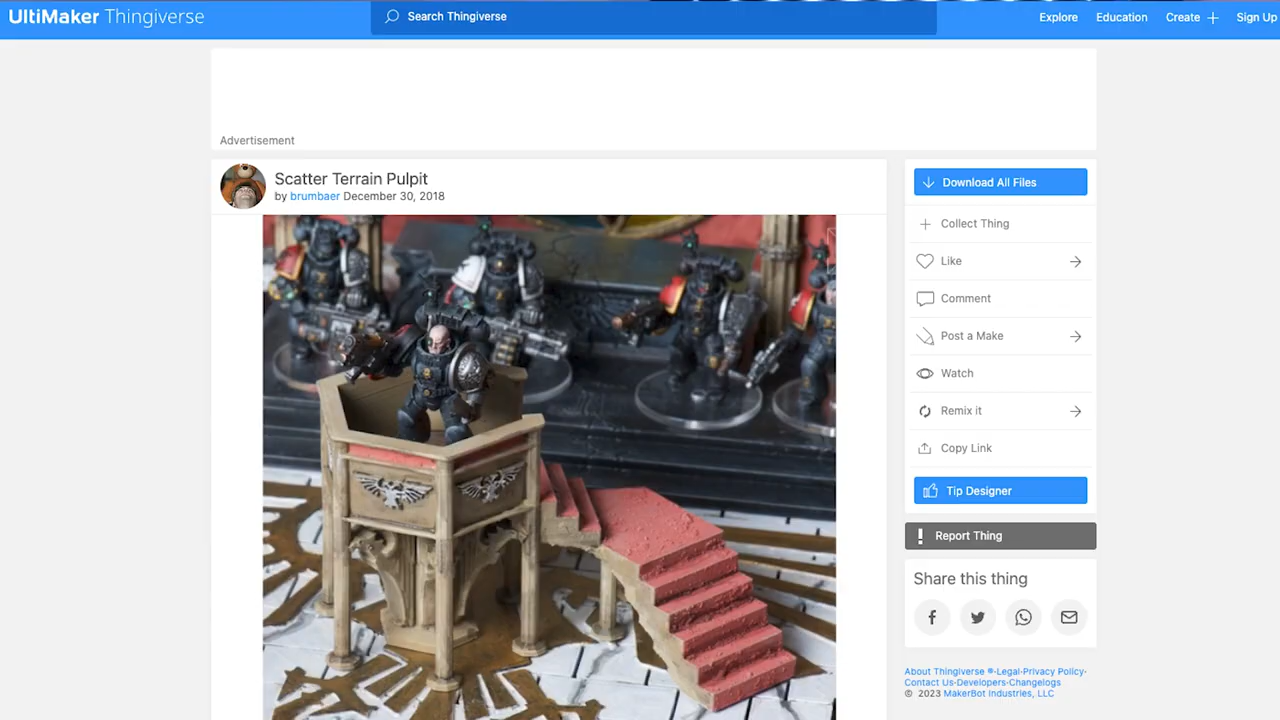 UltiMaker Thingiverse
Search Thingiverse
Explore
Education
Create
Sign Up
Advertisement
Scatter Terrain Pulpit
by brumbaer December 30, 2018
Download All Files
Collect Thing
Like
Comment
Post a Make
Watch
Remix it
Copy Link
Tip Designer
Report Thing
Share this thing
About Thingiverse ®·Legal·Privacy Policy·
Contact Us·Developers·Changelogs
© 2023 MakerBot Industries, LLC